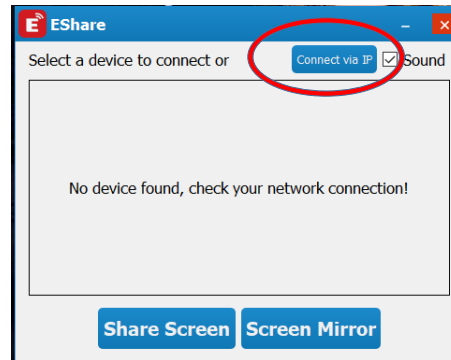 E EShare
Select a device to connect or Connect via IP Sound
No device found, check your network connection!
Share Screen Screen Mirror